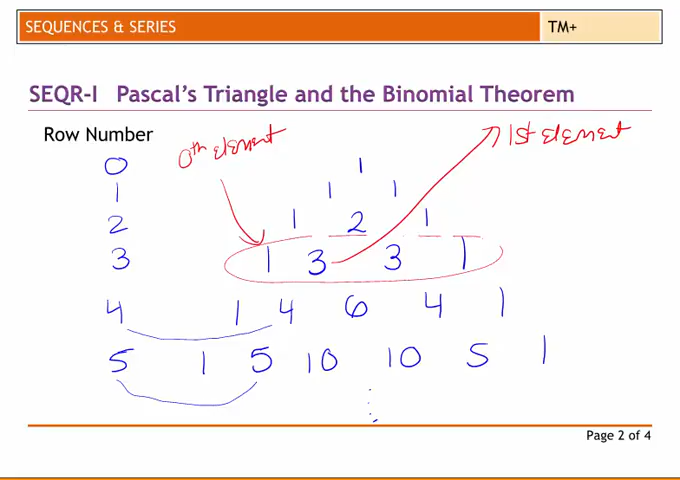 SEQUENCES & SERIES TM+
SEQR-I Pascal's Triangle and the Binomial Theorem
Row Number 0th element 1st element
0 1
1 1 1
2 1 2 1
3 1 3 3 1
4 1 4 6 4 1
5 1 5 10 10 5 1
Page 2 of 4